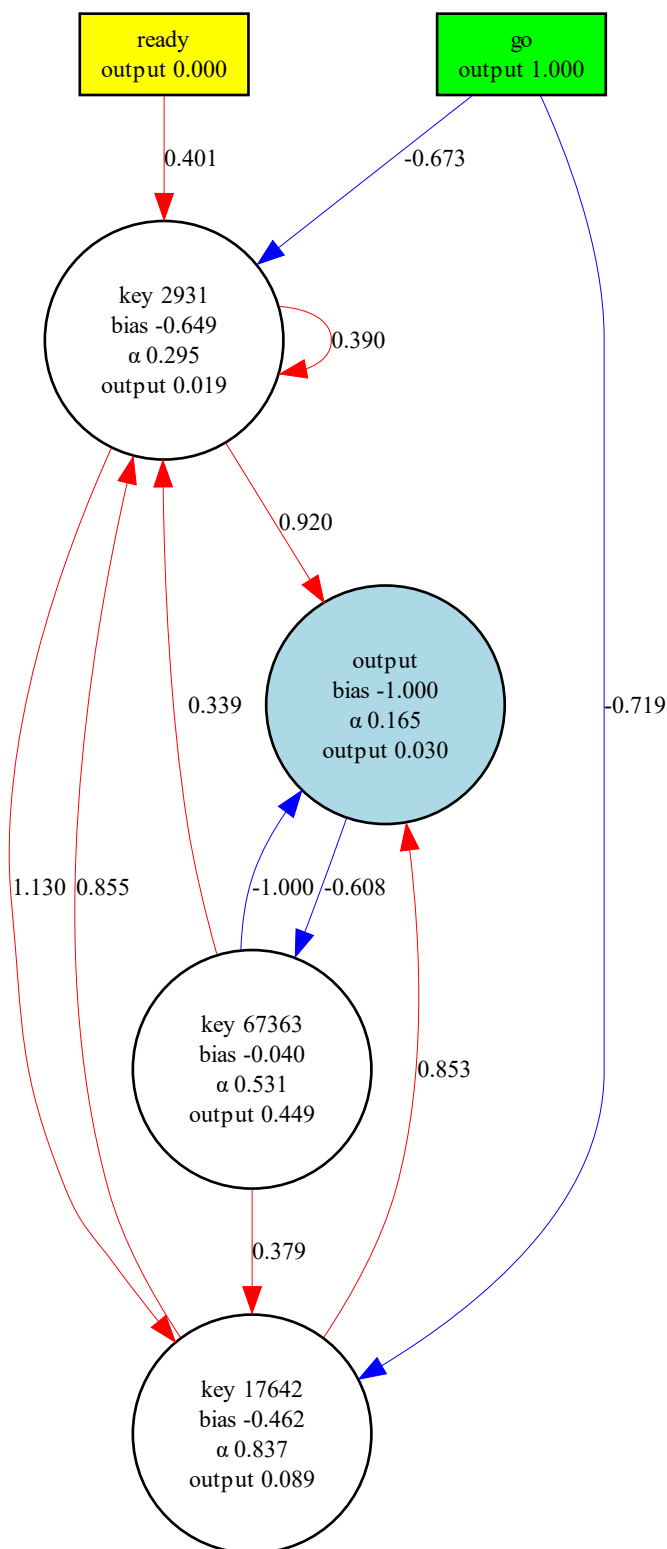 ready
output 0.000
go
output 1.000
0.401
-0.673
key 2931
bias -0.649
α 0.295
output 0.019
0.390
0.920
output
bias -1.000
α 0.165
output 0.030
0.339
-0.719
1.130
0.855
-1.000
-0.608
key 67363
bias -0.040
α 0.531
output 0.449
0.853
0.379
key 17642
bias -0.462
α 0.837
output 0.089